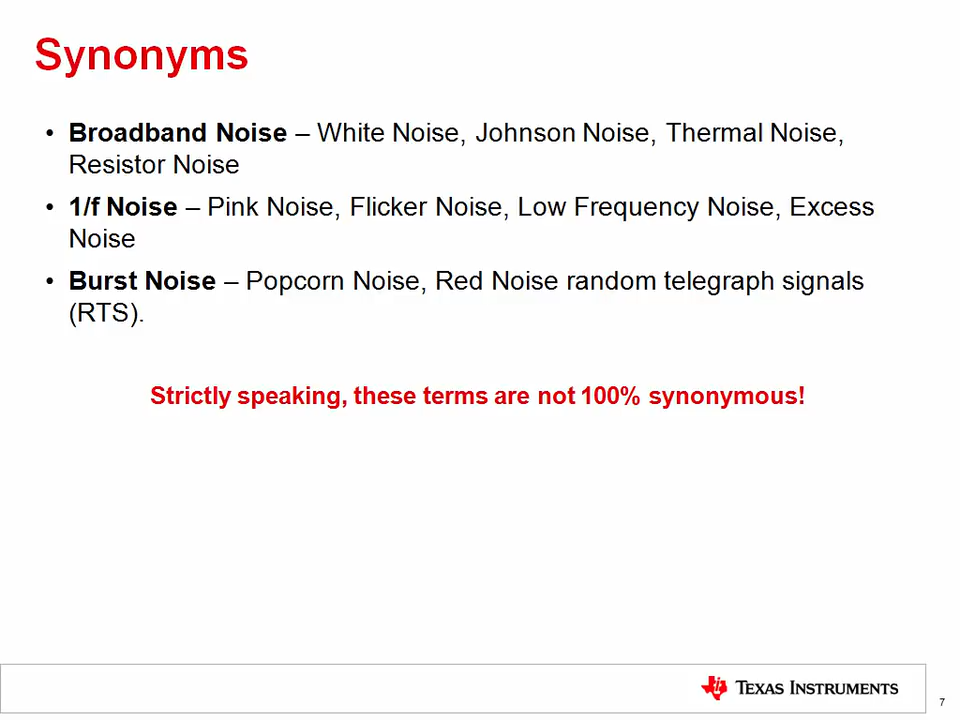 Synonyms
• Broadband Noise – White Noise, Johnson Noise, Thermal Noise,
Resistor Noise
• 1/f Noise – Pink Noise, Flicker Noise, Low Frequency Noise, Excess
Noise
• Burst Noise – Popcorn Noise, Red Noise random telegraph signals
(RTS).
Strictly speaking, these terms are not 100% synonymous!
TEXAS INSTRUMENTS
7